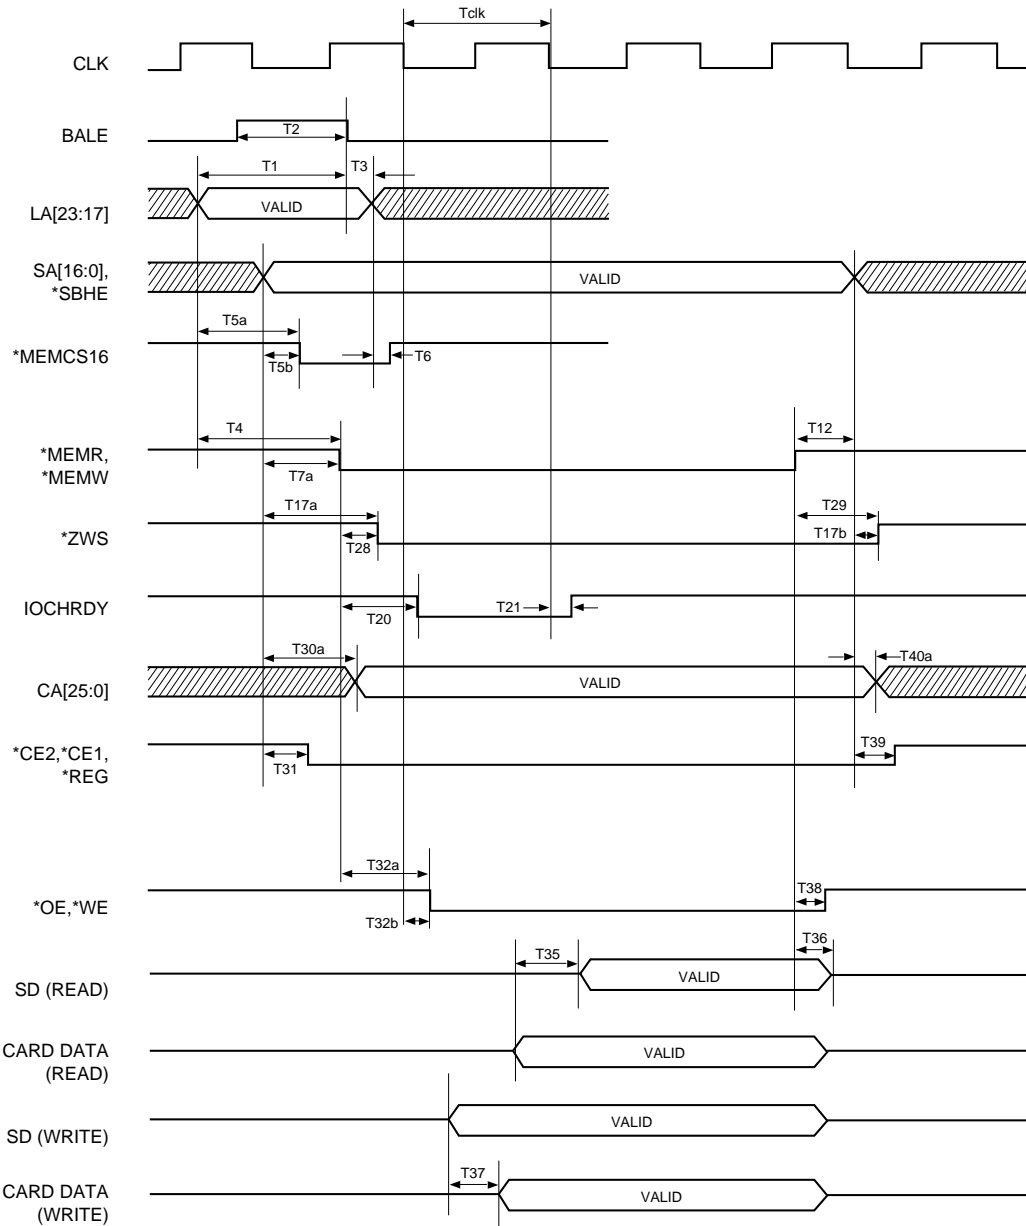 Tclk
CLK
BALE
T2
T1
T3
LA[23:17]
VALID
SA[16:0],
*SBHE
VALID
T5a
*MEMCS16
T5b
T6
T4
T12
*MEMR,
*MEMW
T7a
T17a
T29
*ZWS
T28
T17b
IOCHRDY
T20
T21
T30a
T40a
CA[25:0]
VALID
*CE2,*CE1,
*REG
T31
T39
T32a
*OE,*WE
T32b
T38
T35
T36
SD (READ)
VALID
CARD DATA
(READ)
VALID
SD (WRITE)
VALID
T37
CARD DATA
(WRITE)
VALID